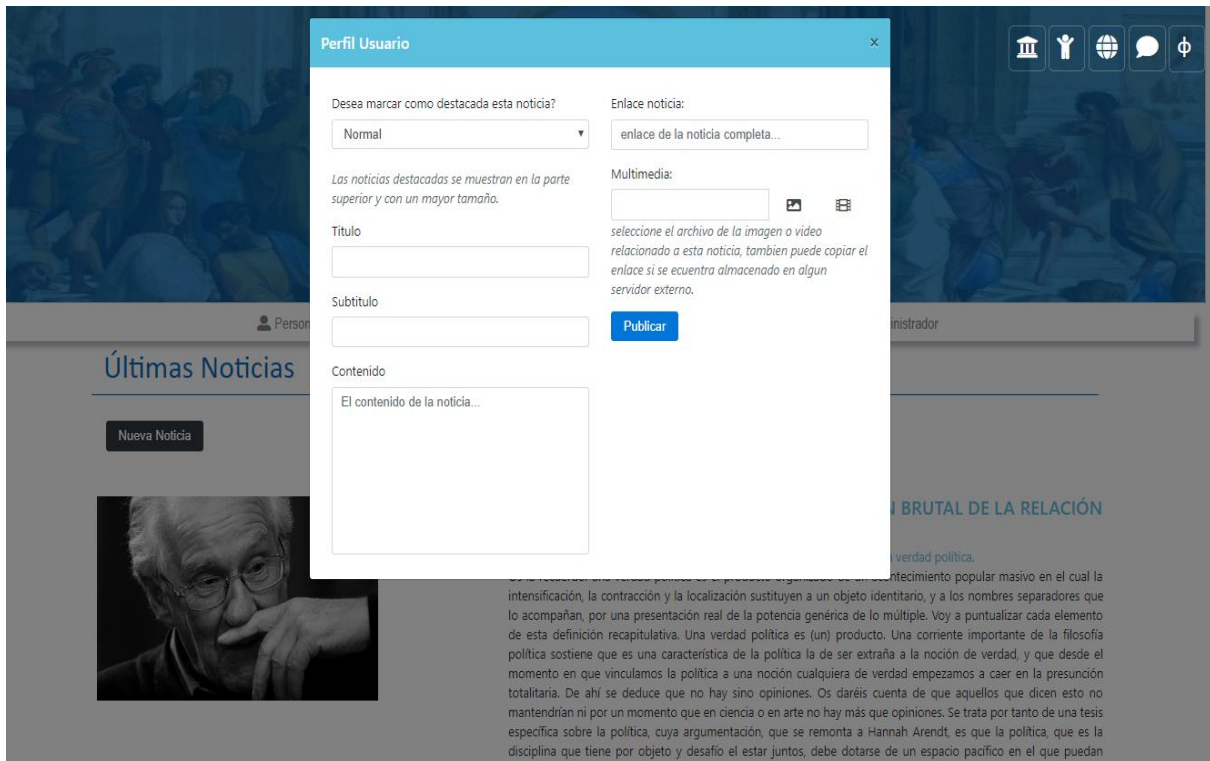 Perfil Usuario
×
ф
Desea marcar como destacada esta noticia?
Normal
Las noticias destacadas se muestran en la parte
superior y con un mayor tamaño.
Titulo
Subtitulo
Contenido
El contenido de la noticia...
Enlace noticia:
enlace de la noticia completa...
Multimedia:
seleccione el archivo de la imagen o video
relacionado a esta noticia, tambien puede copiar el
enlace si se ecuentra almacenado en algun
servidor externo.
Publicar
Person
inistrador
Últimas Noticias
Nueva Noticia
BRUTAL DE LA RELACIÓN
verdad política.
intensificación, la contracción y la localización sustituyen a un objeto identitario, y a los nombres separadores que
lo acompañan, por una presentación real de la potencia genérica de lo múltiple. Voy a puntualizar cada elemento
de esta definición recapitulativa. Una verdad política es (un) producto. Una corriente importante de la filosofía
política sostiene que es una característica de la política la de ser extraña a la noción de verdad, y que desde el
momento en que vinculamos la política a una noción cualquiera de verdad empezamos a caer en la presunción
totalitaria. De ahí se deduce que no hay sino opiniones. Os daréis cuenta de que aquellos que dicen esto no
mantendrían ni por un momento que en ciencia o en arte no hay más que opiniones. Se trata por tanto de una tesis
específica sobre la política, cuya argumentación, que se remonta a Hannah Arendt, es que la política, que es la
disciplina que tiene por objeto y desafío el estar juntos, debe dotarse de un espacio pacífico en el que puedan